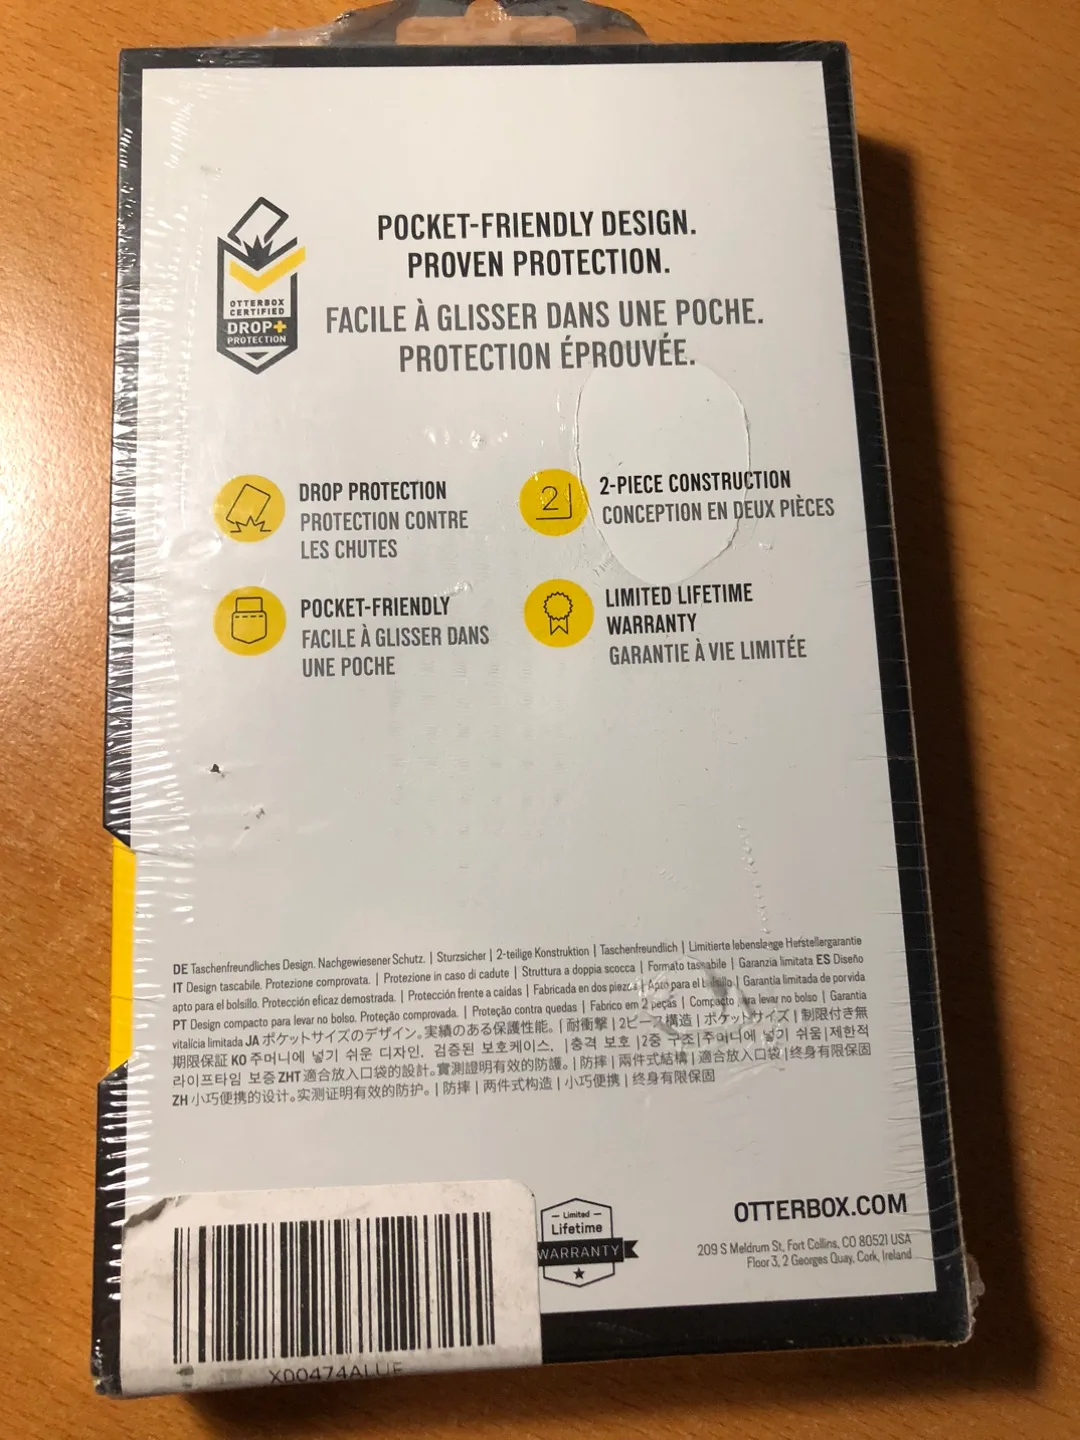 POCKET-FRIENDLY DESIGN.
PROVEN PROTECTION.
FACILE À GLISSER DANS UNE POCHE.
PROTECTION ÉPROUVÉE.
OTTERBOX
CERTIFIED
DROP+
PROTECTION
DROP PROTECTION
PROTECTION CONTRE
LES CHUTES
2
2-PIECE CONSTRUCTION
CONCEPTION EN DEUX PIÈCES
POCKET-FRIENDLY
FACILE À GLISSER DANS
UNE POCHE
LIMITED LIFETIME
WARRANTY
GARANTIE À VIE LIMITÉE
DE Taschenfreundliches Design. Nachgewiesener Schutz. | Sturzsicher | 2-teilige Konstruktion | Taschenfreundlich | Limitierte lebenslange Herstellergarantie
IT Design tascabile. Protezione comprovata. | Protezione in caso di cadute | Struttura a doppia scocca | Formato tascabile | Garanzia limitata ES Diseño
apto para el bolsillo. Protección eficaz demostrada. | Protección frente a caídas | Fabricada en dos piezas | Apto para el bolsillo | Garantía limitada de por vida
PT Design compacto para levar no bolso. Proteção comprovada. | Proteção contra quedas | Fabrico em 2 peças | Compacto para levar no bolso | Garantia
vitalícia limitada JA ポケットサイズのデザイン。実績のある保護性能。 | 耐衝撃 | 2ピース構造 | ポケットサイズ | 制限付き無
期限保証 KO 주머니에 넣기 쉬운 디자인. 검증된 보호케이스. |충격 보호 |2중 구조|주머니에 넣기 쉬움|제한적
라이프타임 보증 ZHT 適合放入口袋的設計。實測證明有效的防護。 | 防摔 | 兩件式結構 | 適合放入口袋 | 終身有限保固
ZH 小巧便携的设计。实测证明有效的防护。 | 防摔 | 两件式构造 | 小巧便携 | 终身有限保固
Limited
Lifetime
WARRANTY
OTTERBOX.COM
209 S Meldrum St, Fort Collins, CO 80521 USA
Floor 3, 2 Georges Quay, Cork, Ireland
X00474ALUF